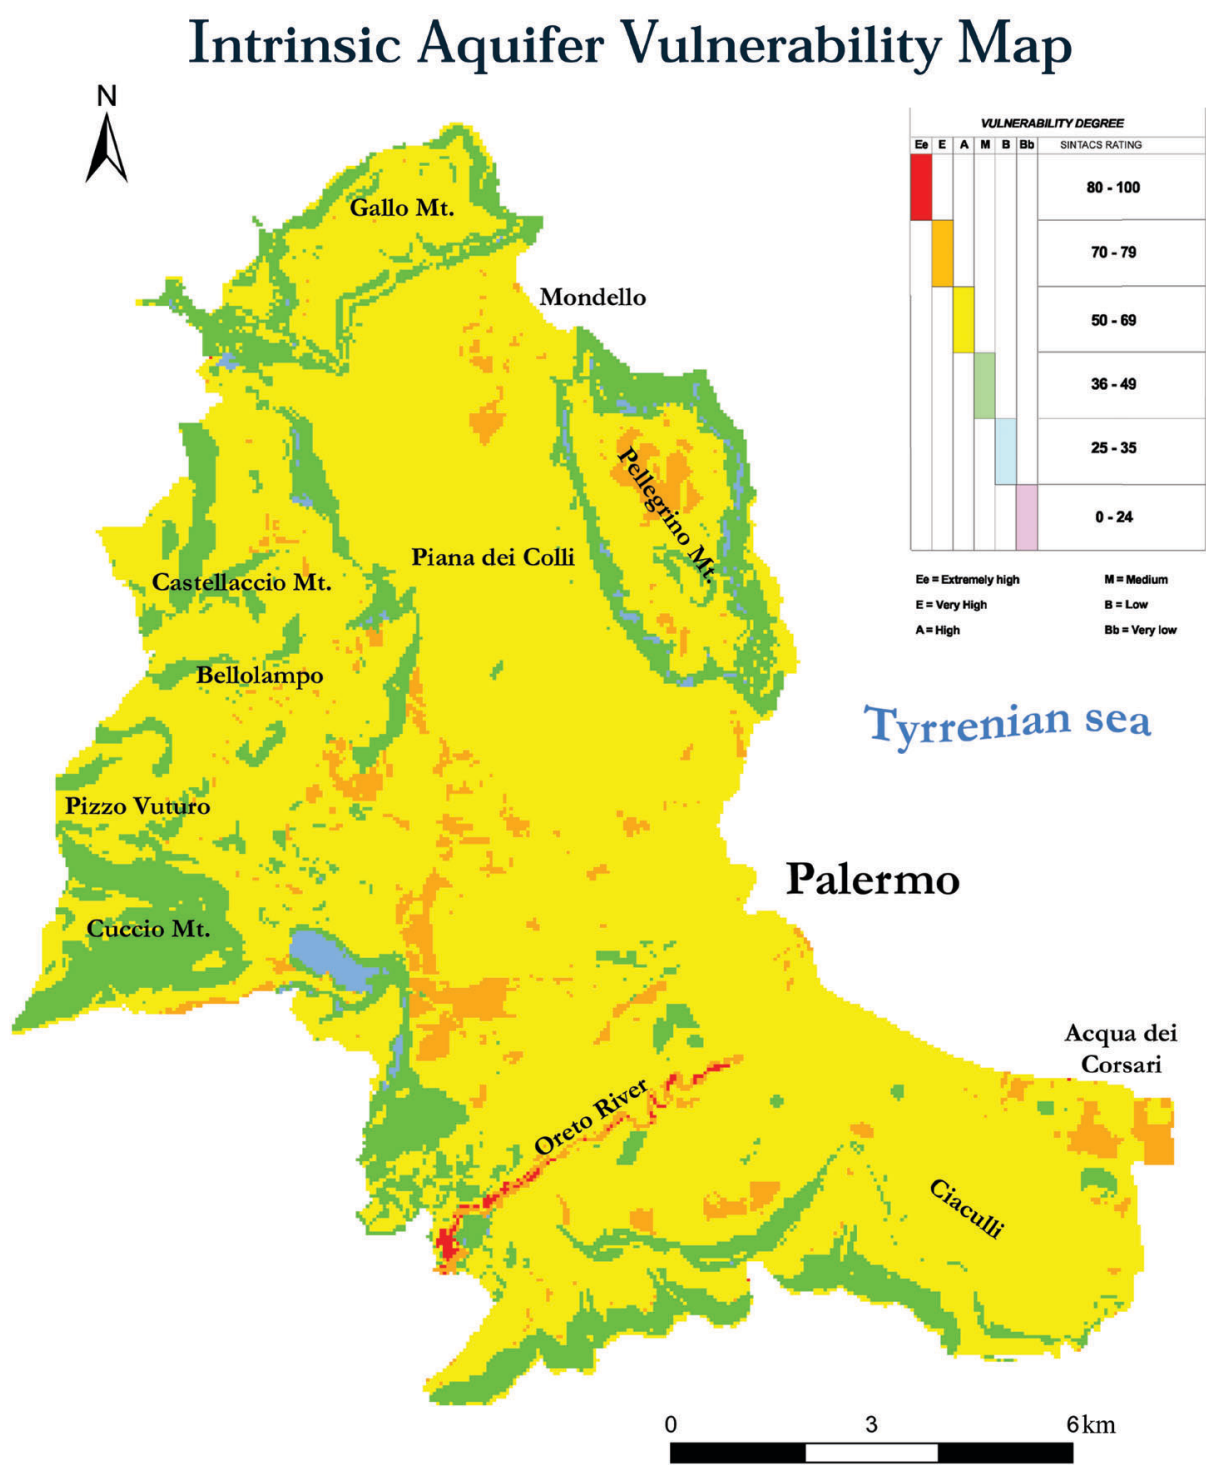 Intrinsic Aquifer Vulnerability Map
N
VULNERABILITY DEGREE
Ee E A M B Bb SINTACS RATING
80 - 100
70 - 79
50 - 69
36 - 49
25 - 35
0 - 24
Ee = Extremely high M = Medium
E = Very High B = Low
A = High Bb = Very low
Gallo Mt.
Mondello
Pellegrino Mt.
Piana dei Colli
Castellaccio Mt.
Bellolampo
Tyrrenian sea
Pizzo Vuturo
Palermo
Cuccio Mt.
Acqua dei
Corsari
Oreto River
Ciaculli
0 3 6 km